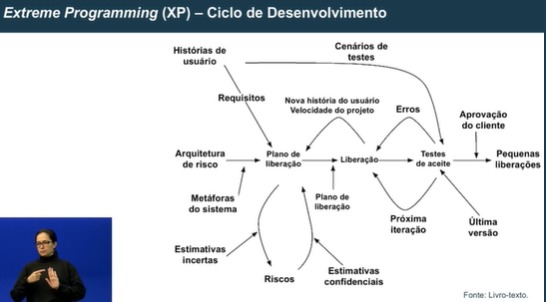 Extreme Programming (XP) – Ciclo de Desenvolvimento
Histórias de
usuário
Cenários de
testes
Requisitos
Nova história do usuário
Velocidade do projeto
Erros
Aprovação
do cliente
Arquitetura
de risco
Plano de
liberação
Liberação
Testes
de aceite
Pequenas
liberações
Metáforas
do sistema
Plano de
liberação
Próxima
iteração
Última
versão
Estimativas
incertas
Riscos
Estimativas
confidenciais
Fonte: Livro-texto.